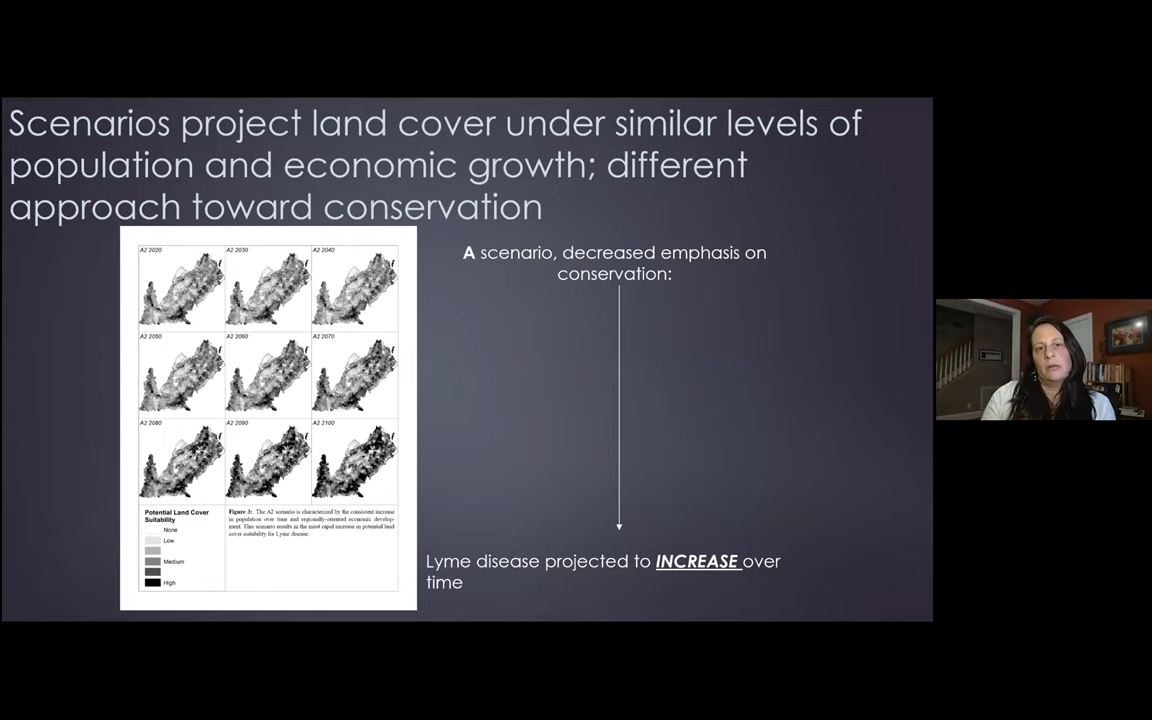 Scenarios project land cover under similar levels of
population and economic growth; different
approach toward conservation
A2 2020
A2 2030
A2 2040
A2 2050
A2 2060
A2 2070
A2 2080
A2 2090
A2 2100
Potential Land Cover
Suitability
None
Low
Medium
High
Figure 3: The A2 scenario is characterized by the consistent increase
in population over time and regionally-oriented economic develop-
ment. This scenario results in the most rapid increase in potential land
cover suitability for Lyme disease.
A scenario, decreased emphasis on
conservation:
Lyme disease projected to INCREASE over
time